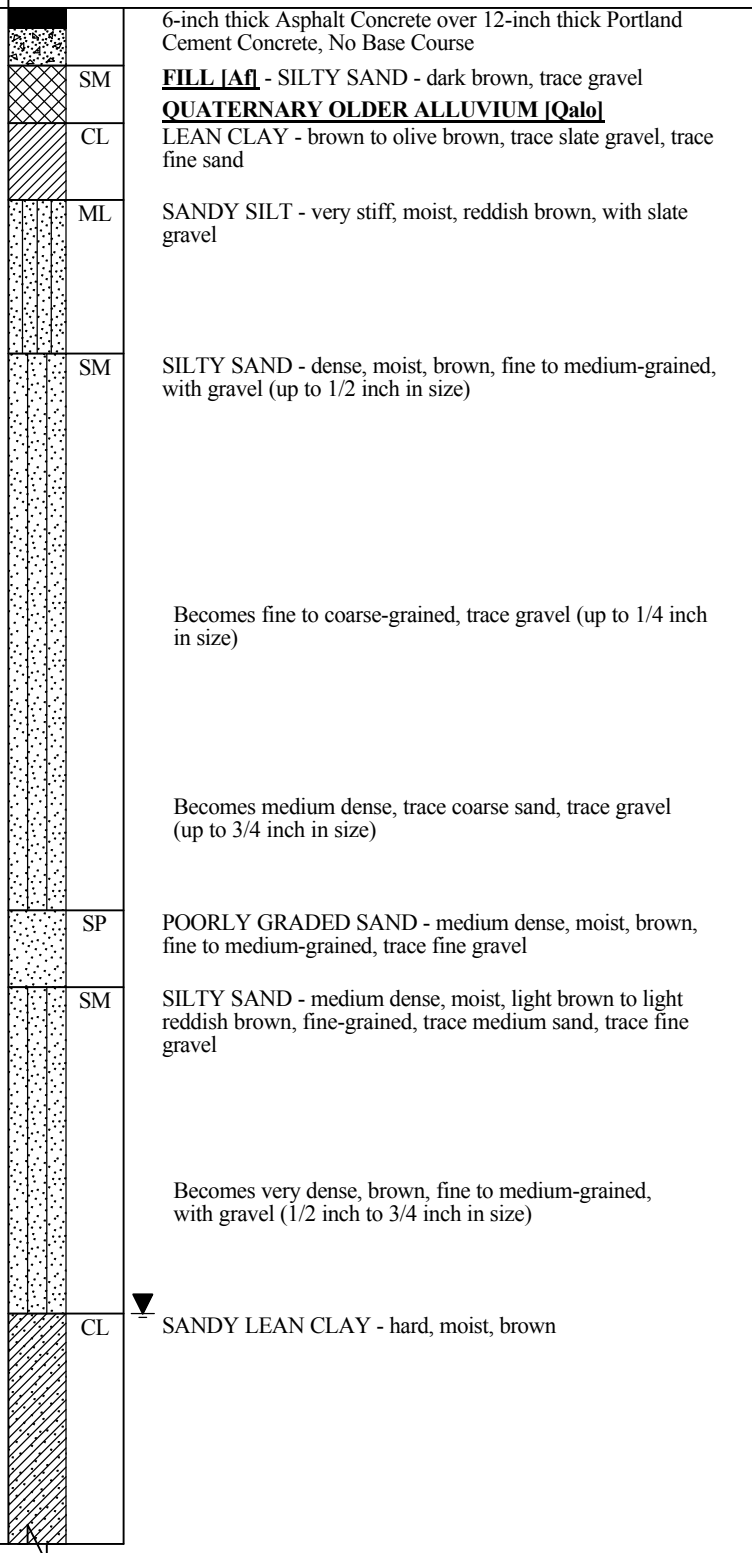 6-inch thick Asphalt Concrete over 12-inch thick Portland
Cement Concrete, No Base Course
SM
FILL [Af] - SILTY SAND - dark brown, trace gravel
QUATERNARY OLDER ALLUVIUM [Qalo]
CL
LEAN CLAY - brown to olive brown, trace slate gravel, trace
fine sand
ML
SANDY SILT - very stiff, moist, reddish brown, with slate
gravel
SM
SILTY SAND - dense, moist, brown, fine to medium-grained,
with gravel (up to 1/2 inch in size)
Becomes fine to coarse-grained, trace gravel (up to 1/4 inch
in size)
Becomes medium dense, trace coarse sand, trace gravel
(up to 3/4 inch in size)
SP
POORLY GRADED SAND - medium dense, moist, brown,
fine to medium-grained, trace fine gravel
SM
SILTY SAND - medium dense, moist, light brown to light
reddish brown, fine-grained, trace medium sand, trace fine
gravel
Becomes very dense, brown, fine to medium-grained,
with gravel (1/2 inch to 3/4 inch in size)
CL
SANDY LEAN CLAY - hard, moist, brown